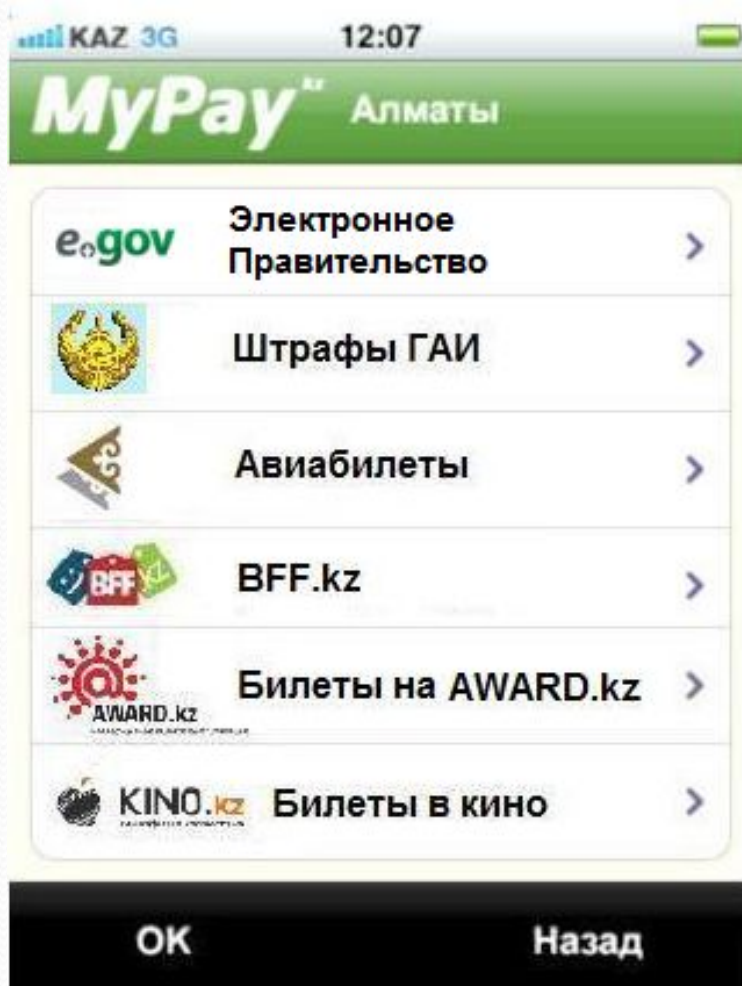 KAZ 3G 12:07
MyPay kz Алматы
e.gov Электронное
Правительство
Штрафы ГАИ
Авиабилеты
BFF BFF.kz
AWARD.kz Билеты на AWARD.kz
KINO.kz Билеты в кино
OK Назад